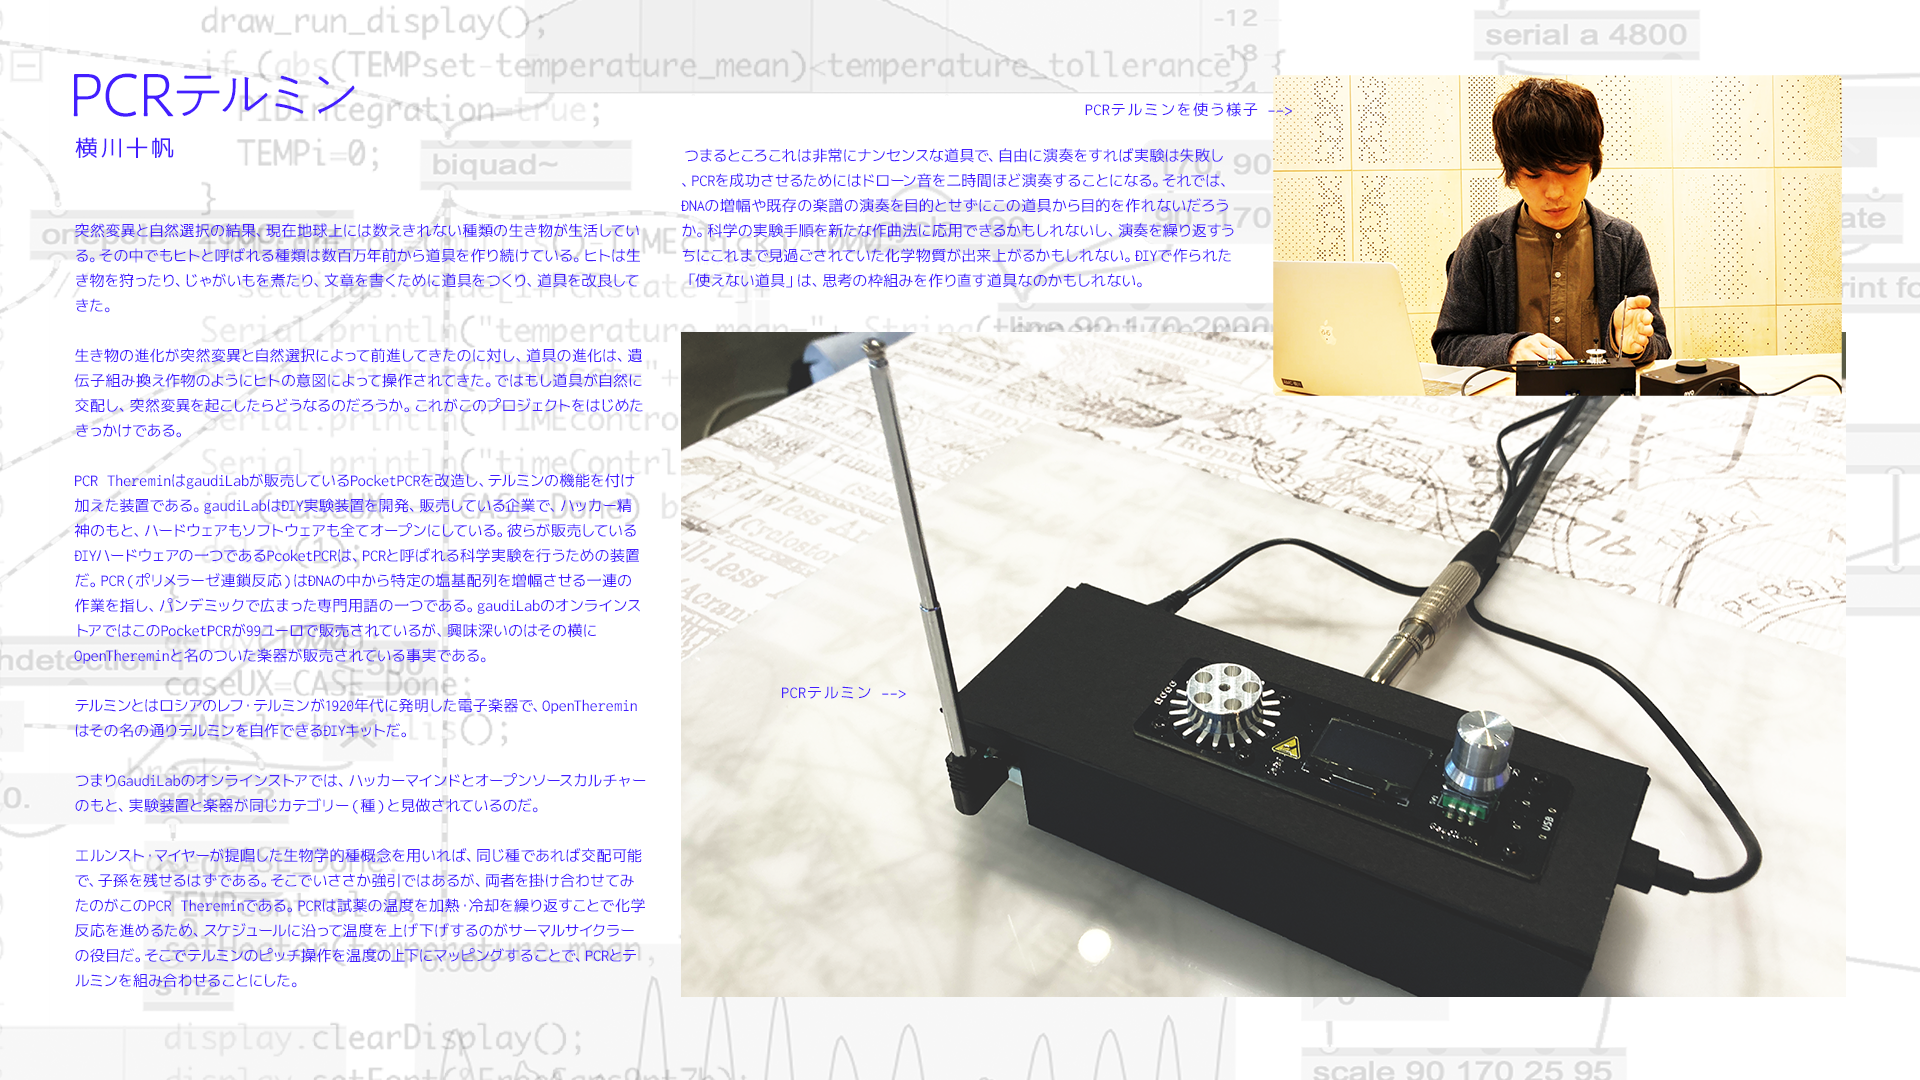 PCRテルミン
横川十帆
突然変異と自然選択の結果、現在地球上には数えきれない種類の生き物が生活してい
る。その中でもヒトと呼ばれる種類は数百万年前から道具を作り続けている。ヒトは生
き物を狩ったり、じゃがいもを煮たり、文章を書くために道具をつくり、道具を改良して
きた。
生き物の進化が突然変異と自然選択によって前進してきたのに対し、道具の進化は、遺
伝子組み換え作物のようにヒトの意図によって操作されてきた。ではもし道具が自然に
交配し、突然変異を起こしたらどうなるのだろうか。これがこのプロジェクトをはじめた
きっかけである。
PCR ThereminはgaudiLabが販売しているPocketPCRを改造し、テルミンの機能を付け
加えた装置である。gaudiLabはDIY実験装置を開発、販売している企業で、ハッカー精
神のもと、ハードウェアもソフトウェアも全てオープンにしている。彼らが販売している
DIYハードウェアの一つであるPcoketPCRは、PCRと呼ばれる科学実験を行うための装置
だ。PCR(ポリメラーゼ連鎖反応)はDNAの中から特定の塩基配列を増幅させる一連の
作業を指し、パンデミックで広まった専門用語の一つである。gaudiLabのオンラインス
トアではこのPocketPCRが99ユーロで販売されているが、興味深いのはその横に
OpenThereminと名のついた楽器が販売されている事実である。
テルミンとはロシアのレフ・テルミンが1920年代に発明した電子楽器で、OpenTheremin
はその名の通りテルミンを自作できるDIYキットだ。
つまりGaudiLabのオンラインストアでは、ハッカーマインドとオープンソースカルチャー
のもと、実験装置と楽器が同じカテゴリー(種)と見做されているのだ。
エルンスト・マイヤーが提唱した生物学的種概念を用いれば、同じ種であれば交配可能
で、子孫を残せるはずである。そこでいささか強引ではあるが、両者を掛け合わせてみ
たのがこのPCR Thereminである。PCRは試薬の温度を加熱・冷却を繰り返すことで化学
反応を進めるため、スケジュールに沿って温度を上げ下げするのがサーマルサイクラー
の役目だ。そこでテルミンのピッチ操作を温度の上下にマッピングすることで、PCRとテ
ルミンを組み合わせることにした。
PCRテルミンを使う様子 -->
つまるところこれは非常にナンセンスな道具で、自由に演奏をすれば実験は失敗し
、PCRを成功させるためにはドローン音を二時間ほど演奏することになる。それでは、
DNAの増幅や既存の楽譜の演奏を目的とせずにこの道具から目的を作れないだろう
か。科学の実験手順を新たな作曲法に応用できるかもしれないし、演奏を繰り返すう
ちにこれまで見過ごされていた化学物質が出来上がるかもしれない。DIYで作られた
「使えない道具」は、思考の枠組みを作り直す道具なのかもしれない。
PCRテルミン -->
draw_run_display();
if (abs(TEMPset-temperature_mean)<temperature_tollerance) {
PIDIntegration=true;
TEMPi=0;
}
biquad~
serial a 4800
-12
-18
-24
caseUX=CASE_Done;
display.clearDisplay();
scale 90 170 25 95
USB